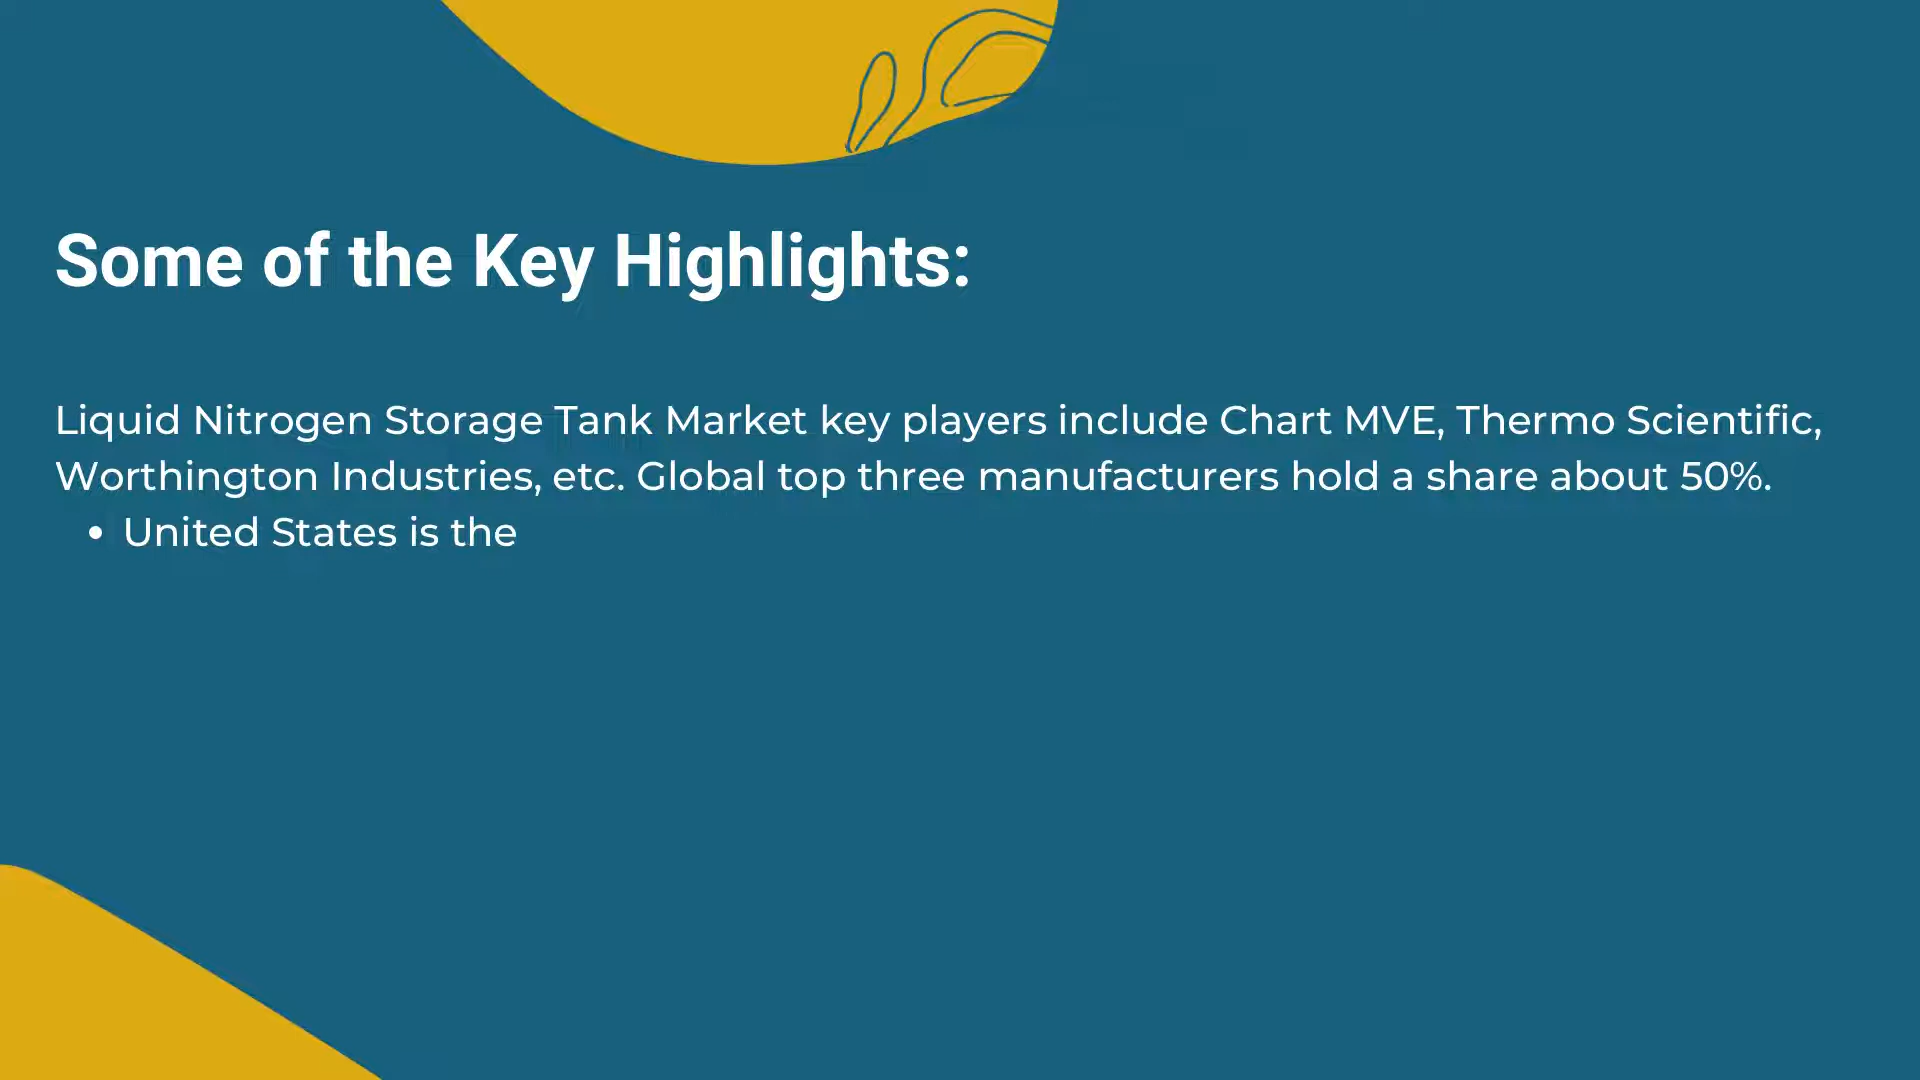 Some of the Key Highlights:
Liquid Nitrogen Storage Tank Market key players include Chart MVE, Thermo Scientific,
Worthington Industries, etc. Global top three manufacturers hold a share about 50%.
• United States is the